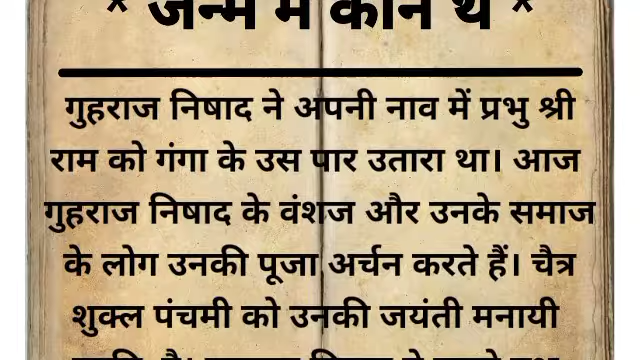 * जन्म में कौन थे *
गुहराज निषाद ने अपनी नाव में प्रभु श्री
राम को गंगा के उस पार उतारा था। आज
गुहराज निषाद के वंशज और उनके समाज
के लोग उनकी पूजा अर्चन करते हैं। चैत्र
शुक्ल पंचमी को उनकी जयंती मनायी